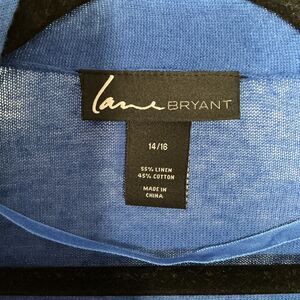 Lane BRYANT
14/16
55% LINEN
45% COTTON
MADE IN
CHINA